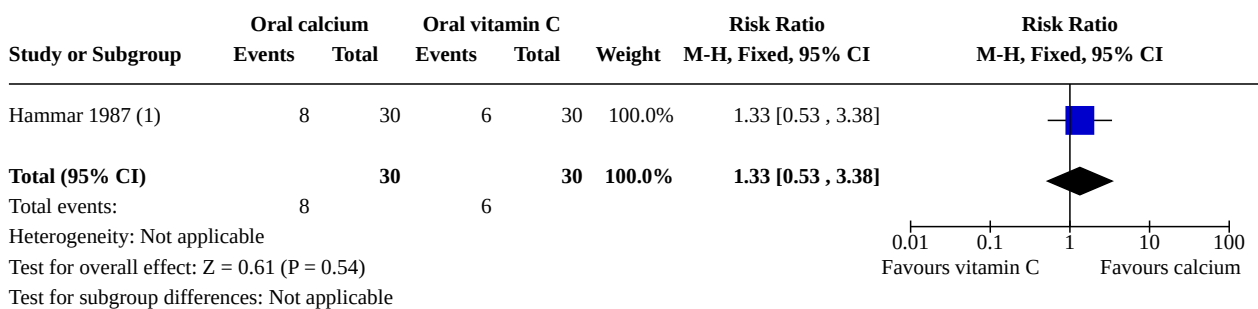 Oral calcium Oral vitamin C Risk Ratio Risk Ratio
Study or Subgroup Events Total Events Total Weight M-H, Fixed, 95% CI M-H, Fixed, 95% CI
Hammar 1987 (1) 8 30 6 30 100.0% 1.33 [0.53 , 3.38]
Total (95% CI) 30 30 100.0% 1.33 [0.53 , 3.38]
Total events: 8 6
Heterogeneity: Not applicable 0.01 0.1 1 10 100
Test for overall effect: Z = 0.61 (P = 0.54) Favours vitamin C Favours calcium
Test for subgroup differences: Not applicable